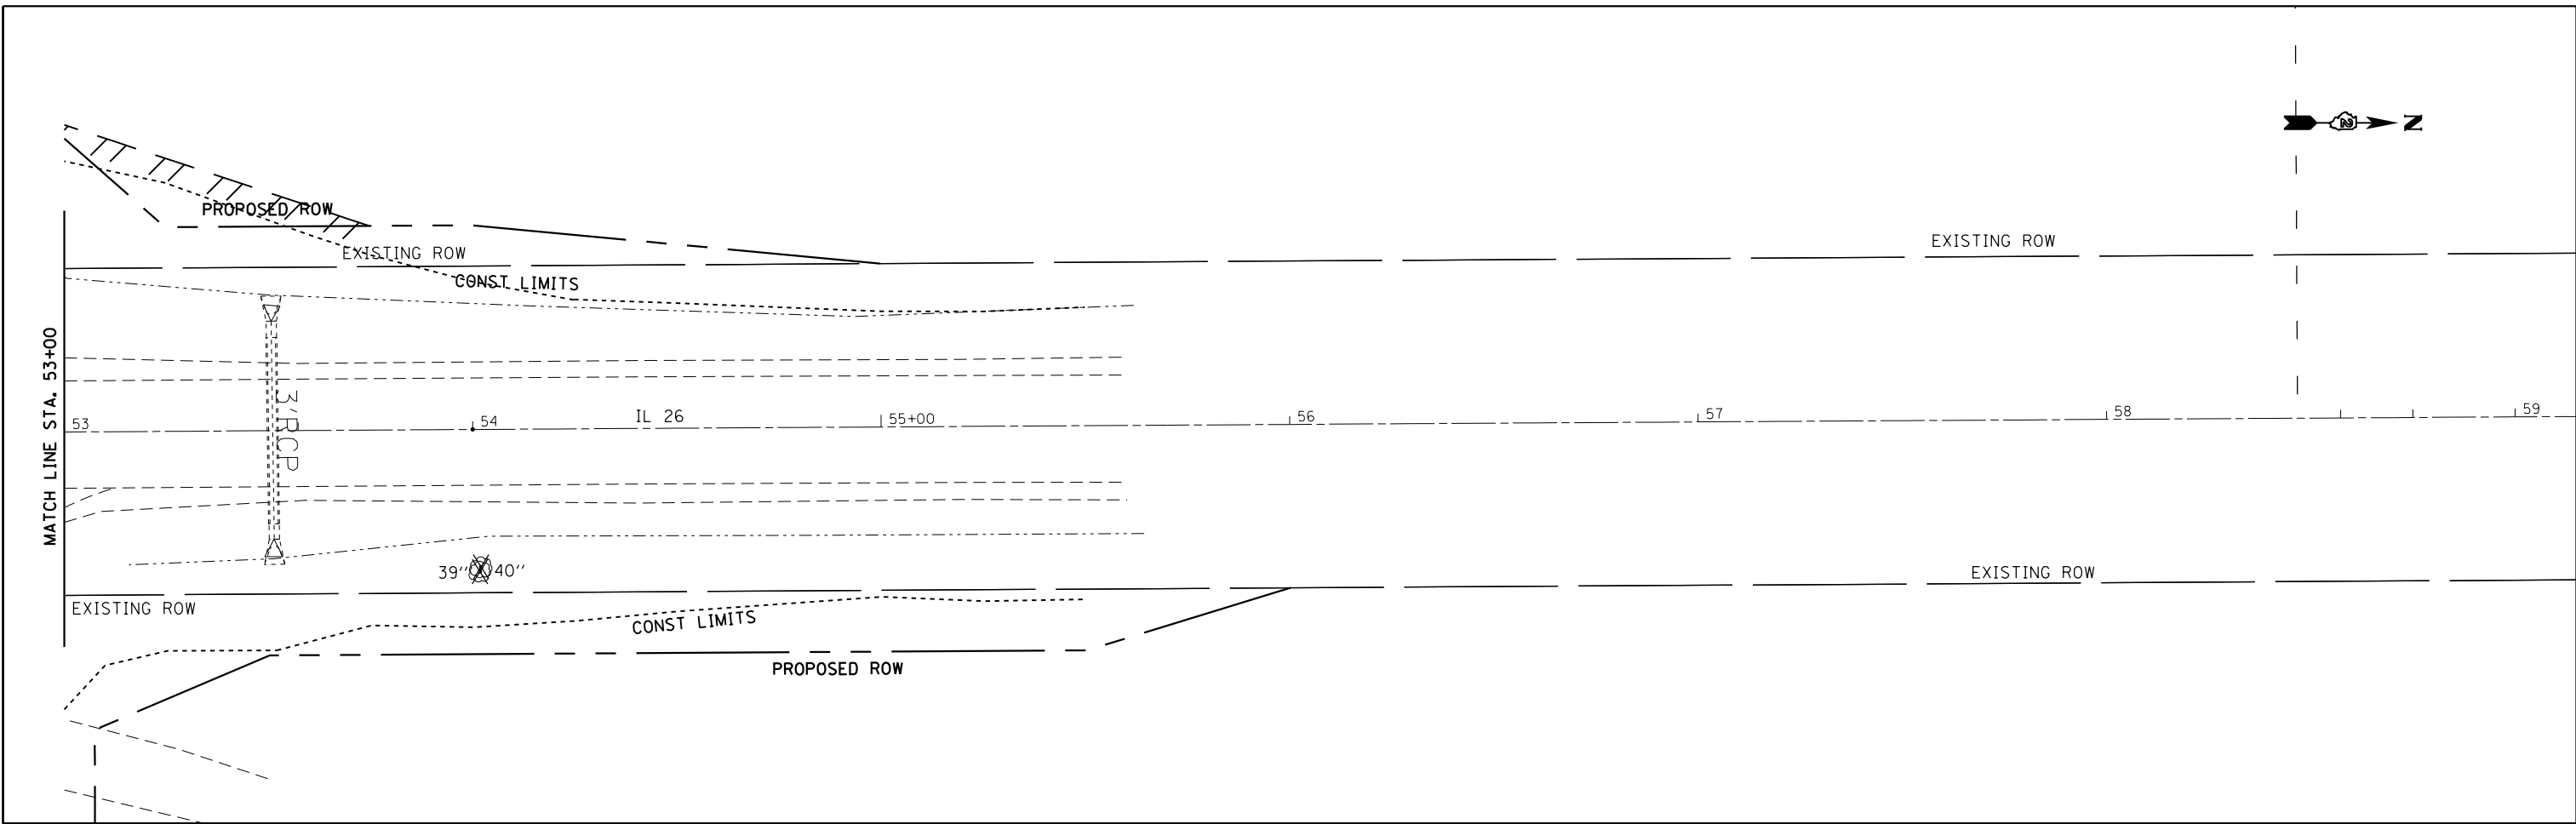 N
PROPOSED ROW
EXISTING ROW
EXISTING ROW
CONST LIMITS
MATCH LINE STA. 53+00
3' RCP
53
54
IL 26
55+00
56
57
58
59
39''
40''
EXISTING ROW
EXISTING ROW
CONST LIMITS
PROPOSED ROW